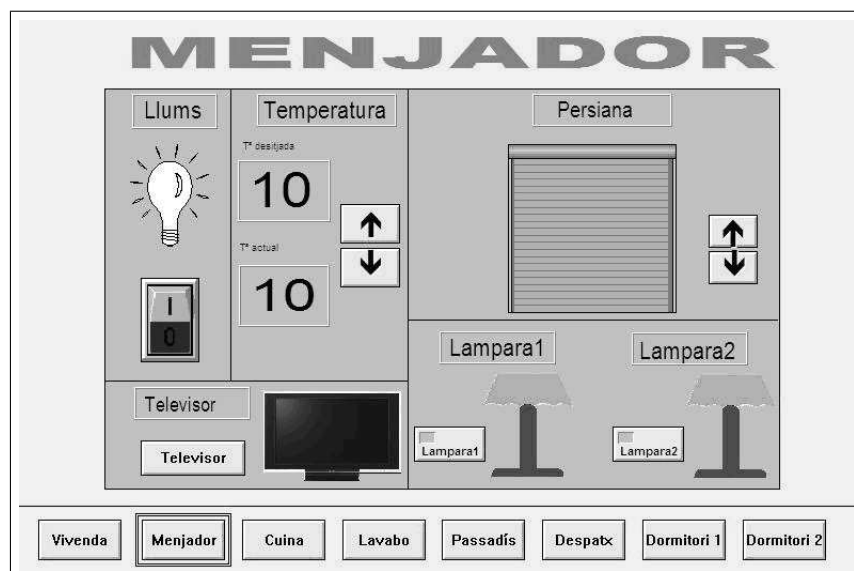 MENJADOR
Llums
Temperatura
Persiana
Tª desitjada
10
Tª actual
10
I
0
Lampara1
Lampara2
Televisor
Televisor
Lampara1
Lampara2
Vivenda
Menjador
Cuina
Lavabo
Passadís
Despatx
Dormitori 1
Dormitori 2